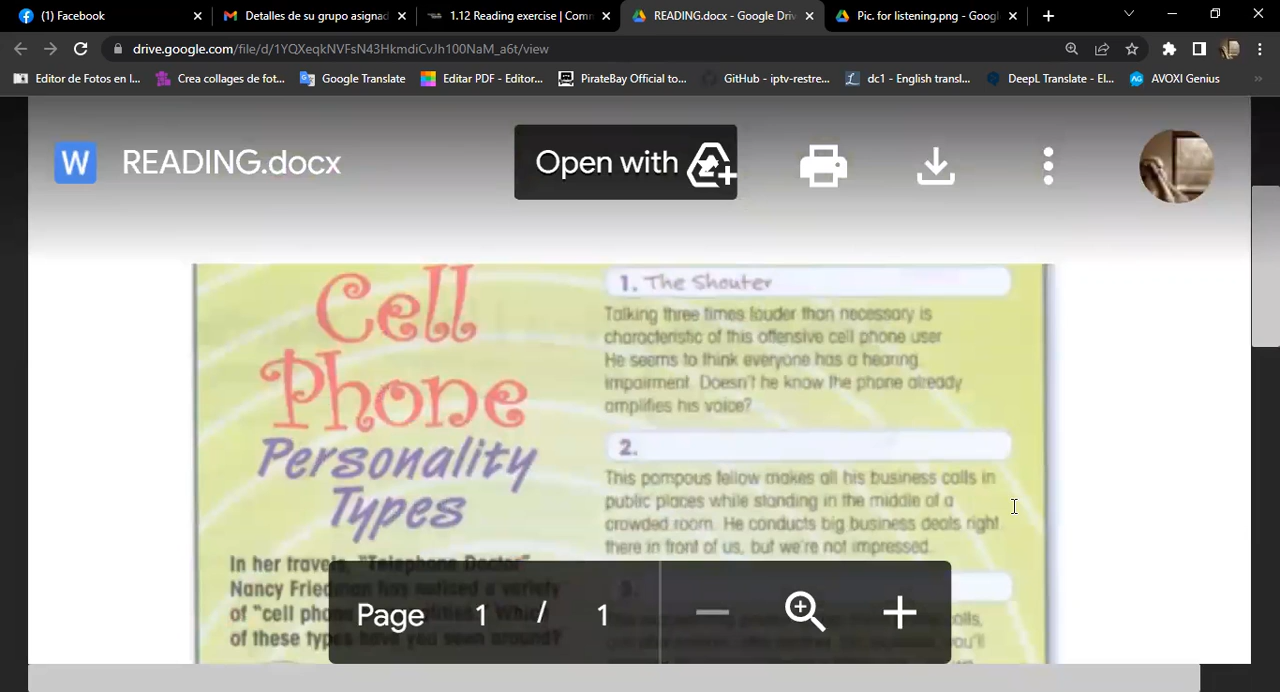 (1) Facebook
Detalles de su grupo asignad
1.12 Reading exercise | Com
READING.docx - Google Driv
Pic. for listening.png - Googl
drive.google.com/file/d/1YQXeqkNVFsN43HkmdiCvJh100NaM_a6t/view
Editor de Fotos en l...
Crea collages de fot...
Google Translate
Editar PDF - Editor...
PirateBay Official to...
GitHub - iptv-restre...
dc1 - English transl...
DeepL Translate - El...
AVOXI Genius
W READING.docx
Open with
Cell
Phone
Personality
Types
In her travels, "Telephone Doctor"
Nancy Friedman has noticed a variety
of "cell phone Which
of these types have you seen around?
1. The Shouter
Talking three times louder than necessary is
characteristic of this offensive cell phone user
He seems to think everyone has a hearing
impairment. Doesn't he know the phone already
amplifies his voice?
2.
This pompous fellow makes all his business calls in
public places while standing in the middle of a
crowded room. He conducts big business deals right
there in front of us, but we're not impressed.
3.
calls,
you'll
Page 1 / 1